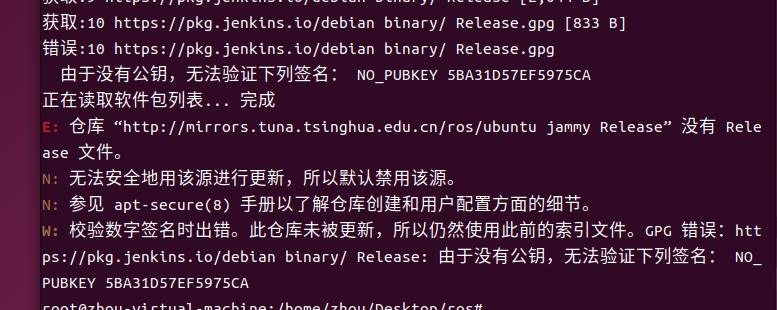 获取:9 https://pkg.jenkins.io/debian binary/ Release [2,044 B]
获取:10 https://pkg.jenkins.io/debian binary/ Release.gpg [833 B]
错误:10 https://pkg.jenkins.io/debian binary/ Release.gpg
由于没有公钥，无法验证下列签名： NO_PUBKEY 5BA31D57EF5975CA
正在读取软件包列表... 完成
E: 仓库 “http://mirrors.tuna.tsinghua.edu.cn/ros/ubuntu jammy Release” 没有 Rele
ase 文件。
N: 无法安全地用该源进行更新，所以默认禁用该源。
N: 参见 apt-secure(8) 手册以了解仓库创建和用户配置方面的细节。
W: 校验数字签名时出错。此仓库未被更新，所以仍然使用此前的索引文件。GPG 错误：htt
ps://pkg.jenkins.io/debian binary/ Release: 由于没有公钥，无法验证下列签名： NO_
PUBKEY 5BA31D57EF5975CA
root@zhou-virtual-machine:/home/zhou/Desktop/ros#